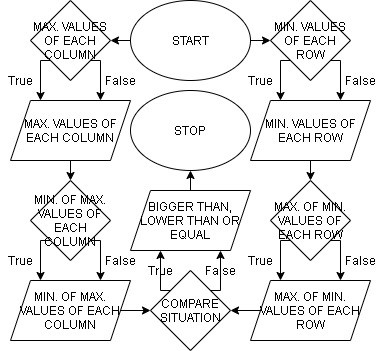 MAX. VALUES
OF EACH
COLUMN
START
MIN. VALUES
OF EACH
ROW
True
False
True
False
MAX. VALUES OF
EACH COLUMN
STOP
MIN. VALUES OF
EACH ROW
MIN. OF MAX.
VALUES OF
EACH
COLUMN
BIGGER THAN,
LOWER THAN OR
EQUAL
MAX. OF MIN.
VALUES OF
EACH ROW
True
False
True
False
True
False
MIN. OF MAX.
VALUES OF EACH
COLUMN
COMPARE
SITUATION
MAX. OF MIN.
VALUES OF EACH
ROW